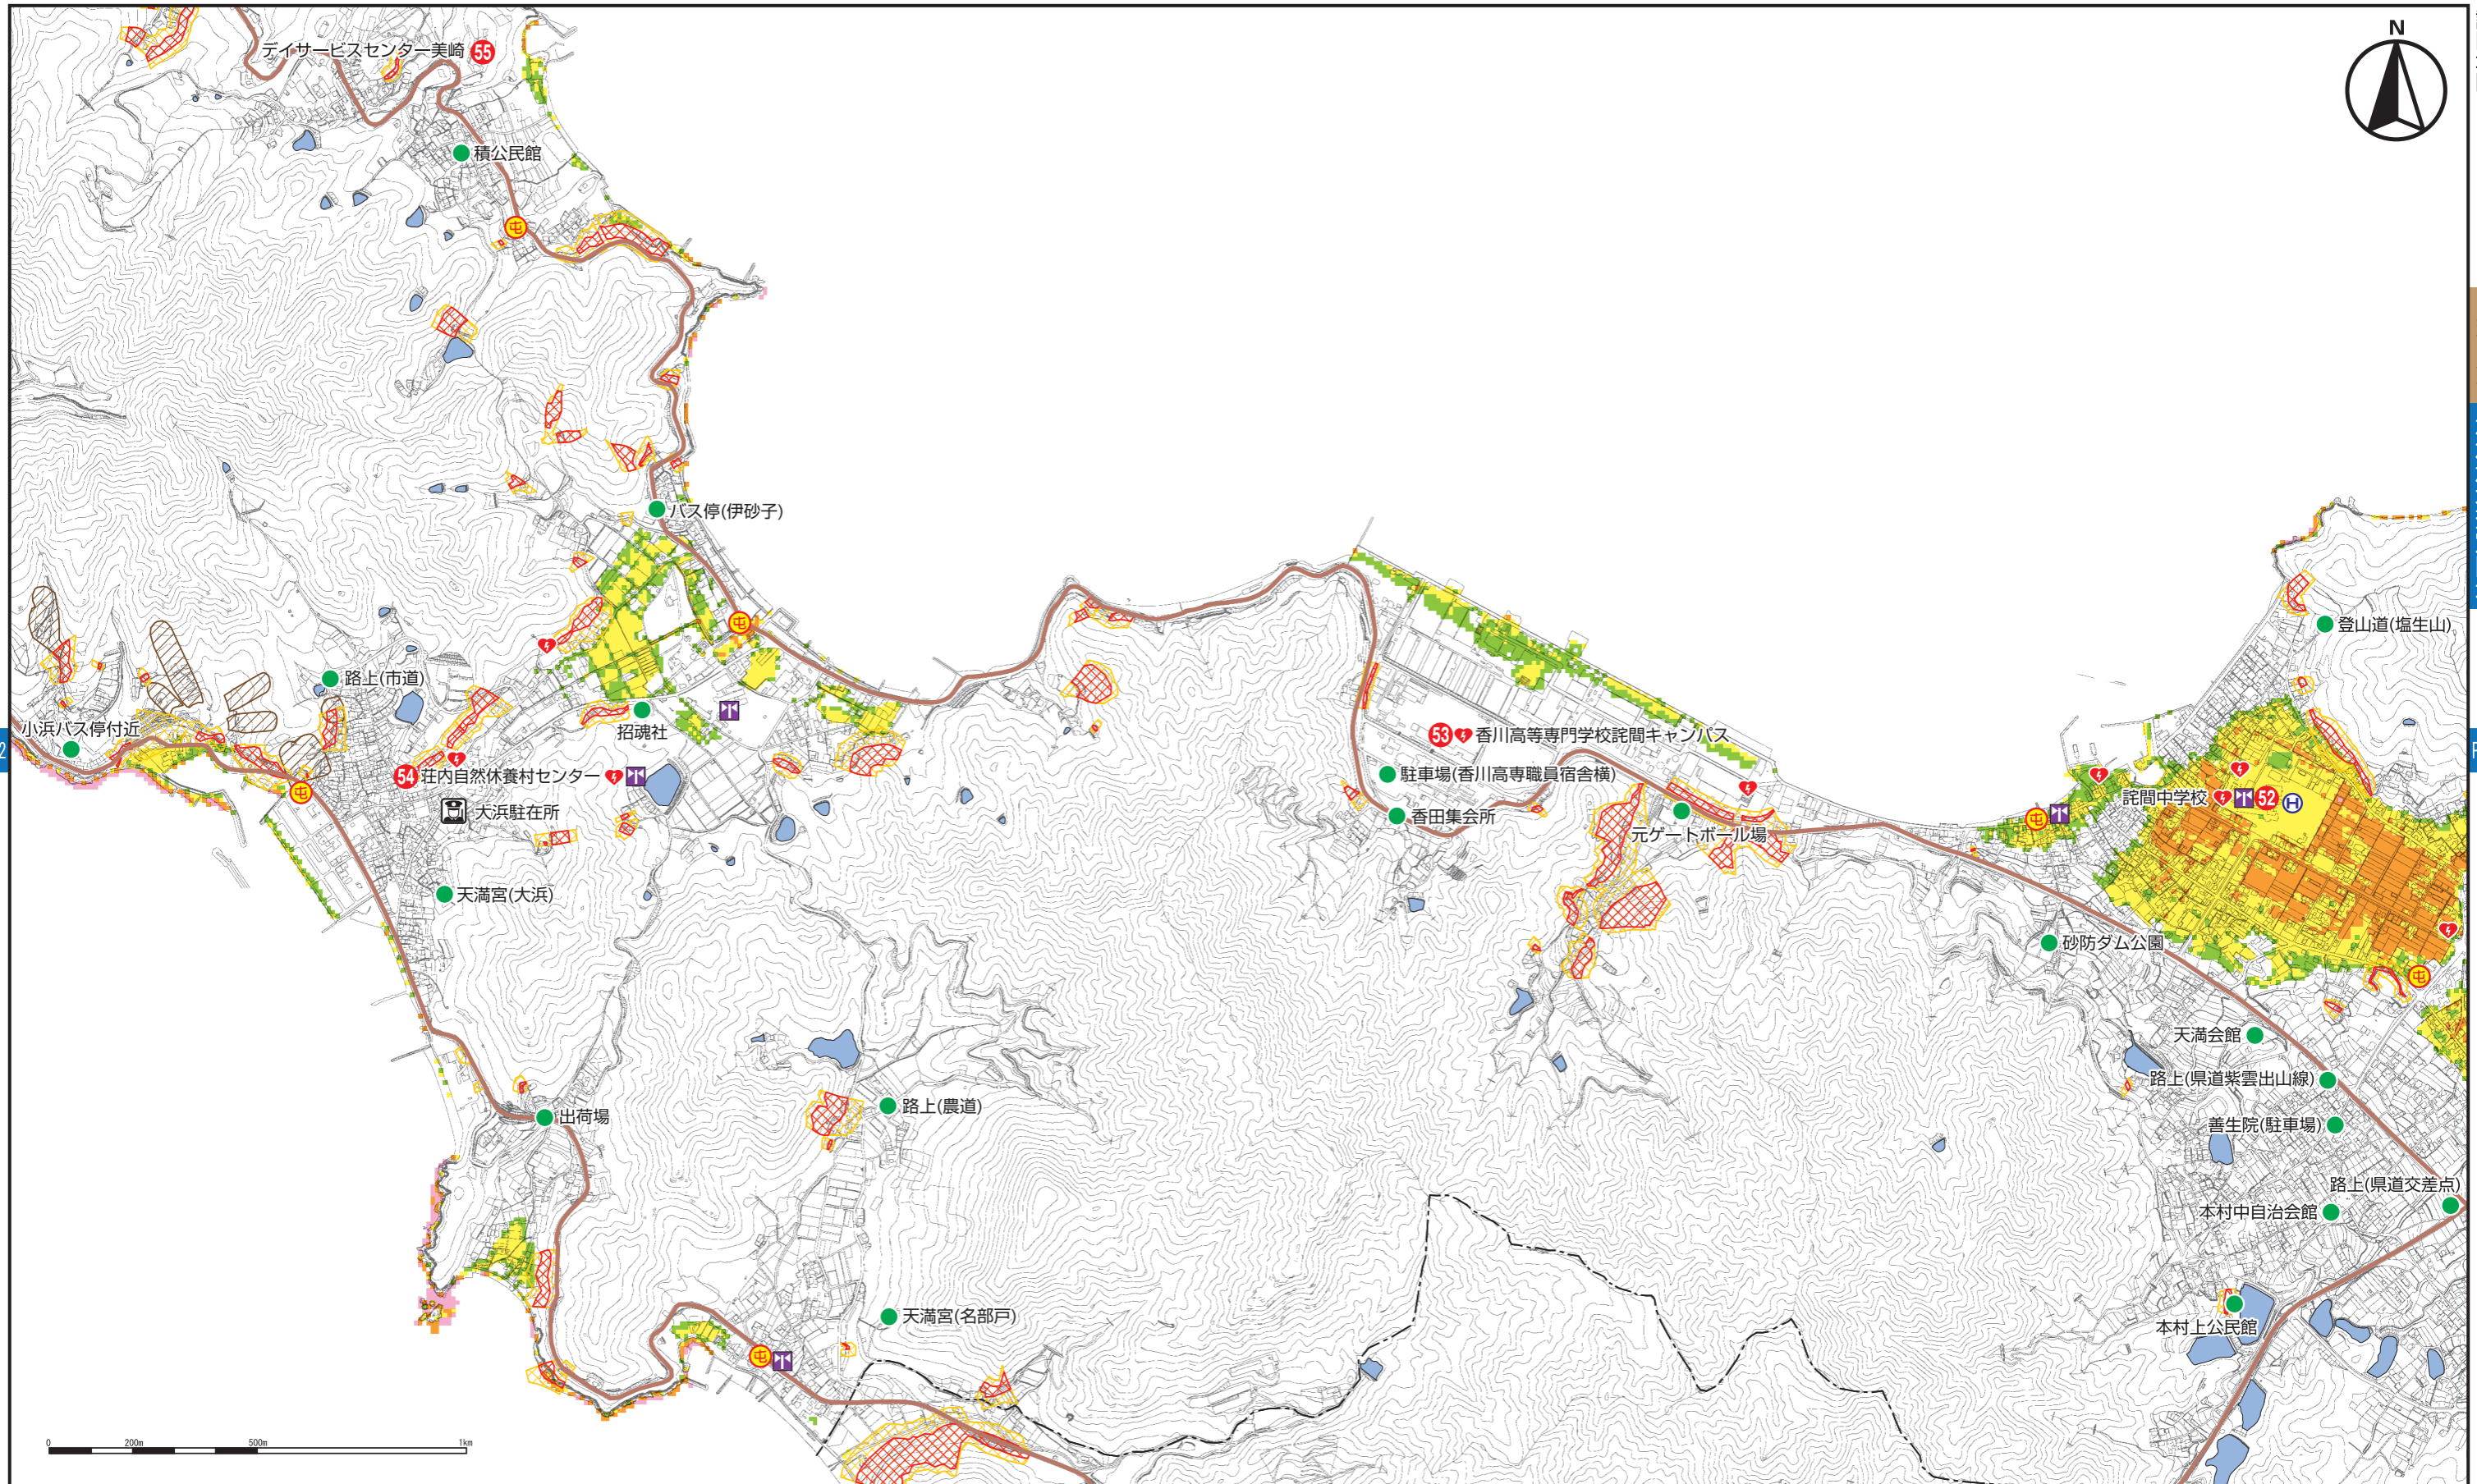 N
デイサービスセンター美崎 55
積公民館
バス停(伊砂子)
登山道(塩生山)
路上(市道)
小浜バス停付近
招魂社
53 香川高等専門学校詫間キャンパス
54 荘内自然休養村センター
駐車場(香川高専職員宿舎横)
詫間中学校 52 H
大浜駐在所
香田集会所
元ゲートボール場
天満宮(大浜)
砂防ダム公園
天満会館
路上(県道紫雲出山線)
路上(農道)
出荷場
善生院(駐車場)
路上(県道交差点)
本村中自治会館
天満宮(名部戸)
本村上公民館
屯
屯
屯
屯
屯
屯
0 200m 500m 1km